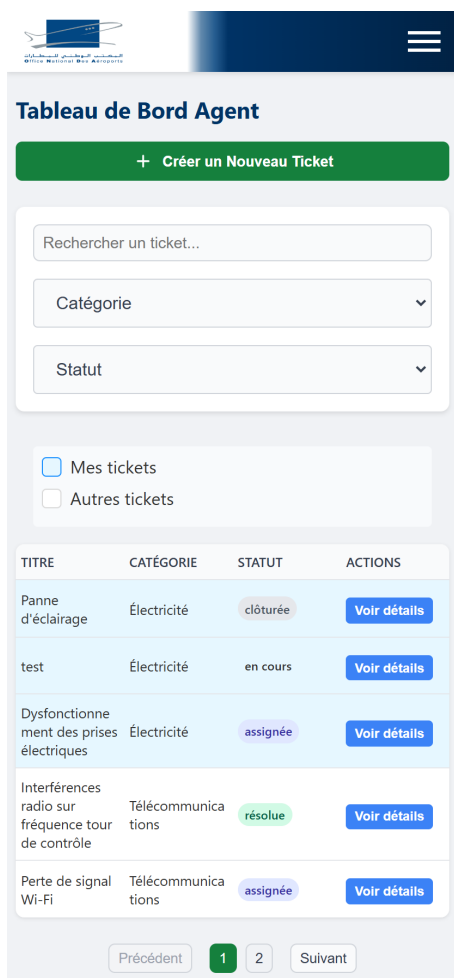 المكتب الوطني للمطارات
Office National Des Aéroports
Tableau de Bord Agent
+ Créer un Nouveau Ticket
Rechercher un ticket...
Catégorie
Statut
Mes tickets
Autres tickets
TITRE CATÉGORIE STATUT ACTIONS
Panne
d'éclairage
Électricité clôturée Voir détails
test Électricité en cours Voir détails
Dysfonctionne
ment des prises
électriques
Électricité assignée Voir détails
Interférences
radio sur
fréquence tour
de contrôle
Télécommunica
tions
résolue Voir détails
Perte de signal
Wi-Fi
Télécommunica
tions
assignée Voir détails
Précédent 1 2 Suivant